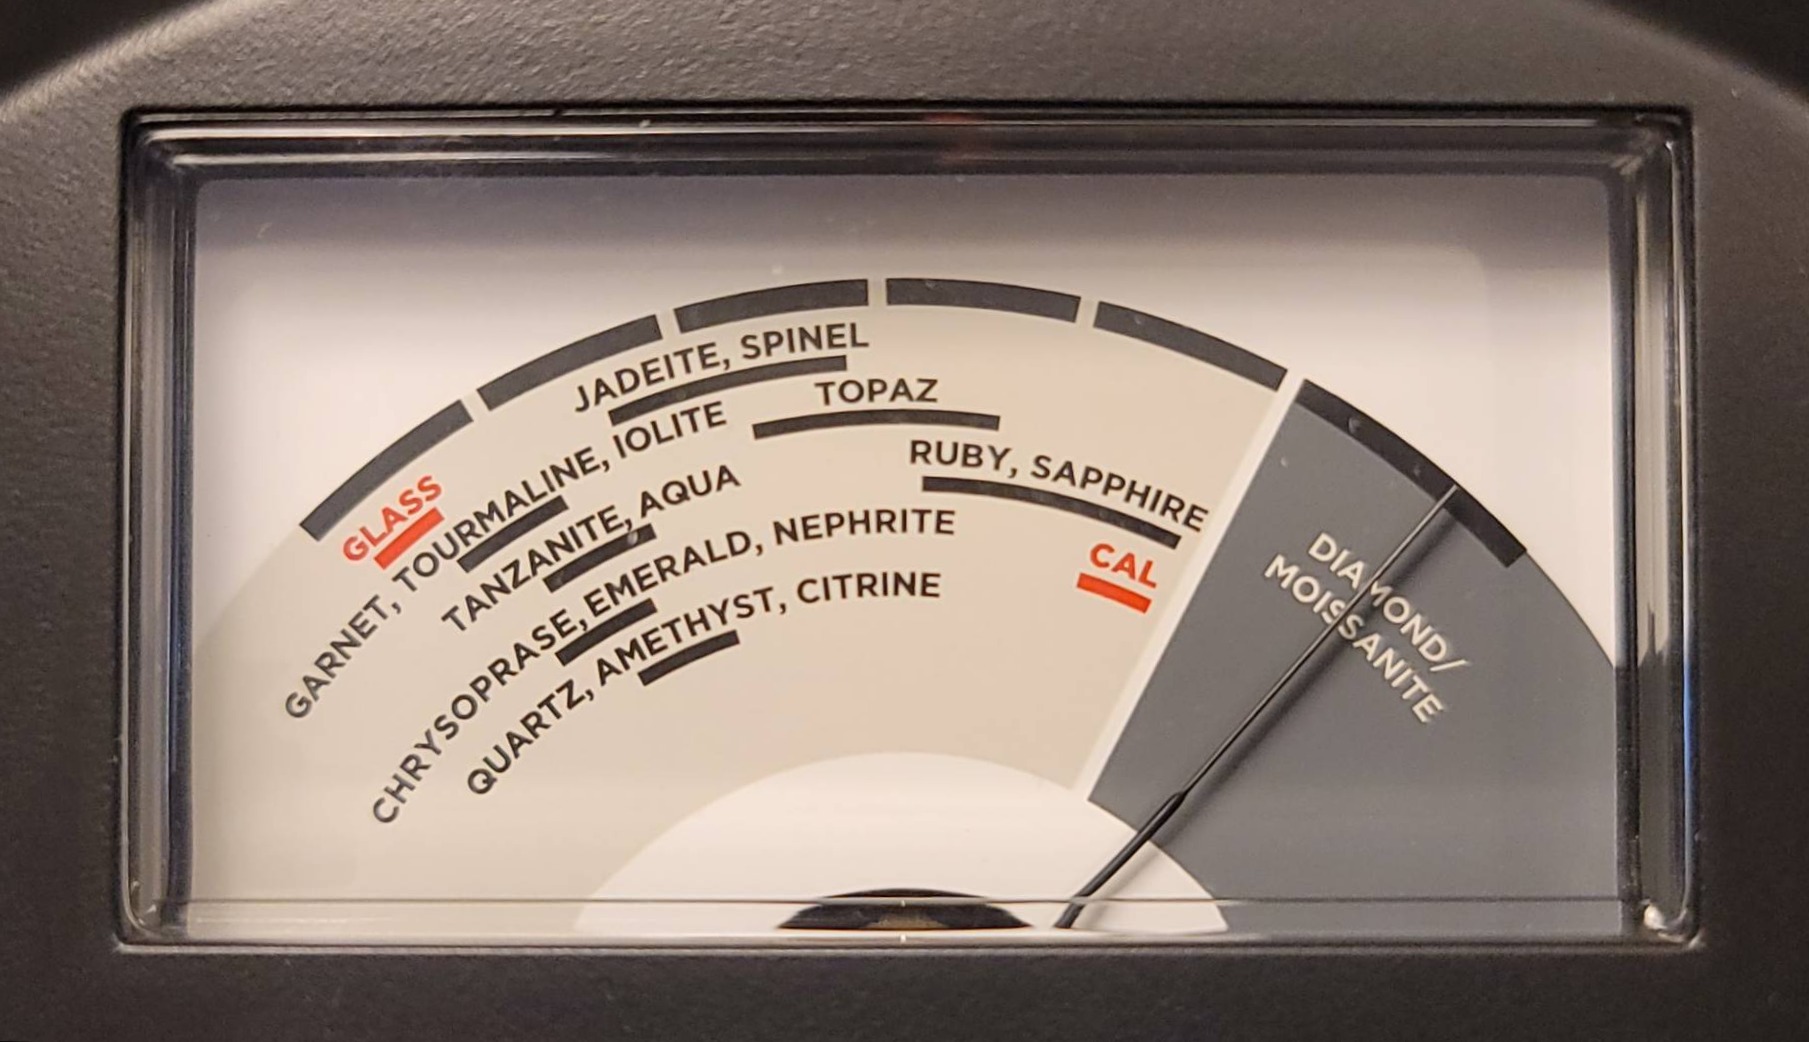 JADEITE, SPINEL
TOPAZ
GLASS
GARNET, TOURMALINE, IOLITE
RUBY, SAPPHIRE
TANZANITE, AQUA
CAL
CHRYSOPRASE, EMERALD, NEPHRITE
QUARTZ, AMETHYST, CITRINE
DIAMOND/
MOISSANITE